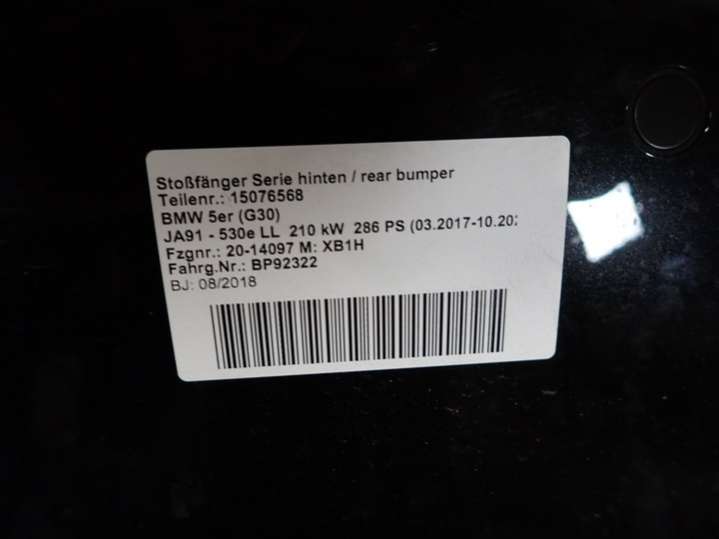 Stoßfänger Serie hinten / rear bumper
Teilenr.: 15076568
BMW 5er (G30)
JA91 - 530e LL 210 kW 286 PS (03.2017-10.20
Fzgnr.: 20-14097 M: XB1H
Fahrg.Nr.: BP92322
BJ: 08/2018